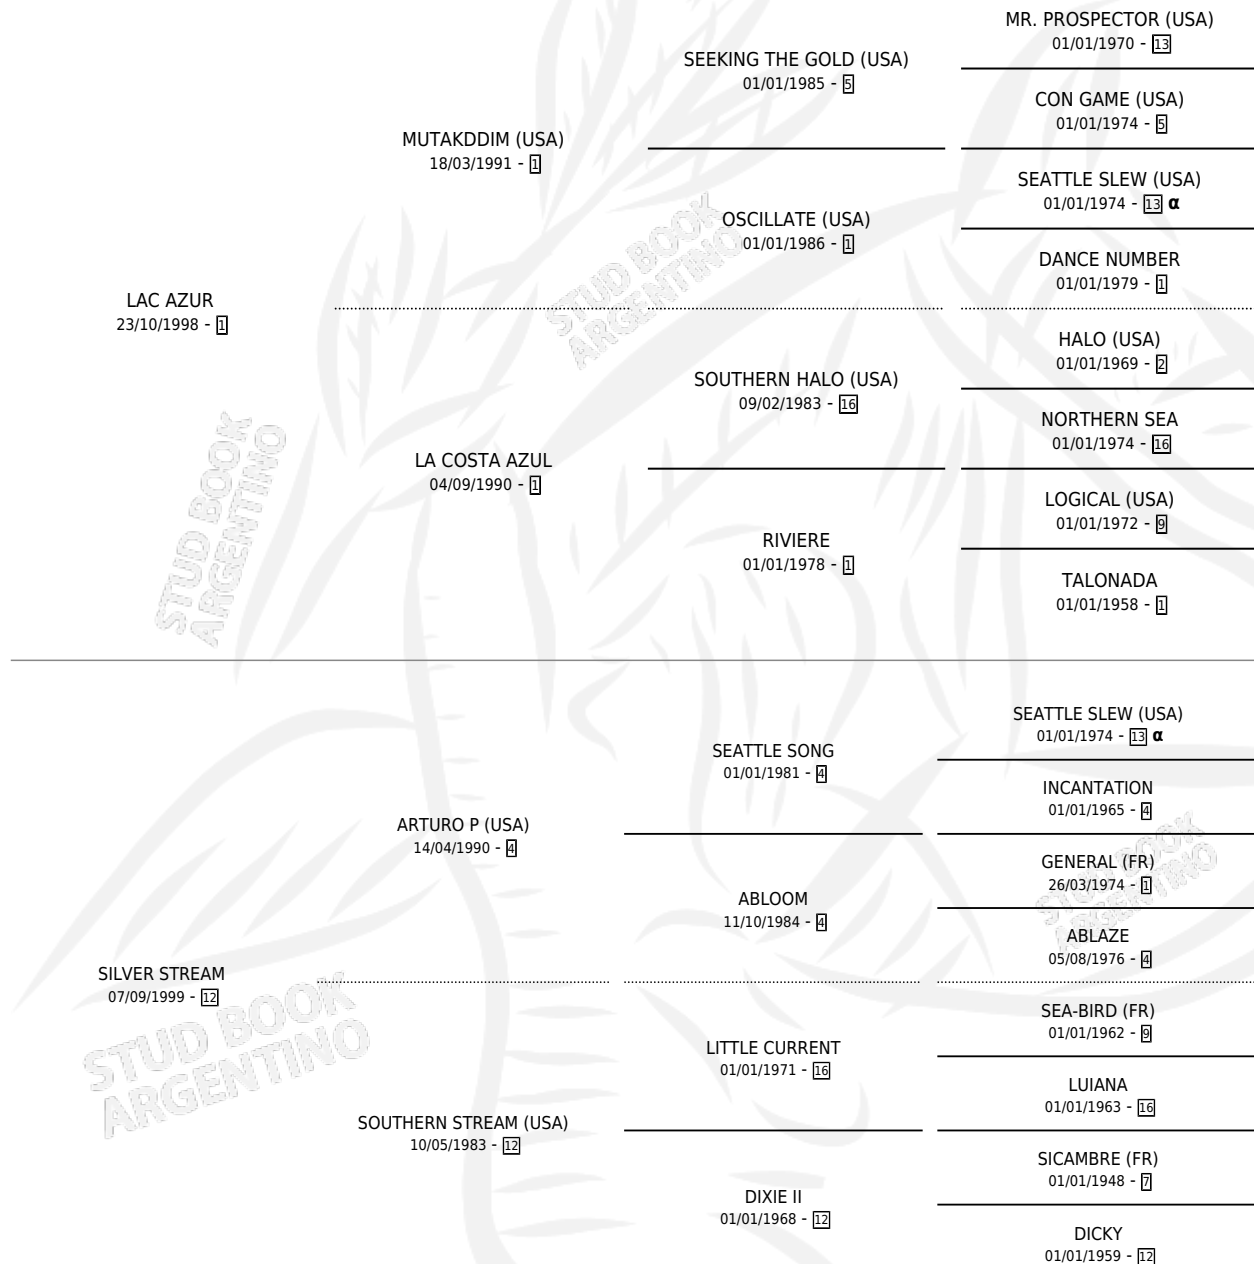 MR. PROSPECTOR (USA)
01/01/1970 - 13
SEEKING THE GOLD (USA)
01/01/1985 - 5
CON GAME (USA)
01/01/1974 - 5
MUTAKDDIM (USA)
18/03/1991 - 1
SEATTLE SLEW (USA)
01/01/1974 - 13 α
OSCILLATE (USA)
01/01/1986 - 1
DANCE NUMBER
01/01/1979 - 1
LAC AZUR
23/10/1998 - 1
HALO (USA)
01/01/1969 - 2
SOUTHERN HALO (USA)
09/02/1983 - 16
NORTHERN SEA
01/01/1974 - 16
LA COSTA AZUL
04/09/1990 - 1
LOGICAL (USA)
01/01/1972 - 9
RIVIERE
01/01/1978 - 1
TALONADA
01/01/1958 - 1
SEATTLE SLEW (USA)
01/01/1974 - 13 α
SEATTLE SONG
01/01/1981 - 4
INCANTATION
01/01/1965 - 4
ARTURO P (USA)
14/04/1990 - 4
GENERAL (FR)
26/03/1974 - 1
ABLOOM
11/10/1984 - 4
ABLAZE
05/08/1976 - 4
SILVER STREAM
07/09/1999 - 12
SEA-BIRD (FR)
01/01/1962 - 9
LITTLE CURRENT
01/01/1971 - 16
LUIANA
01/01/1963 - 16
SOUTHERN STREAM (USA)
10/05/1983 - 12
SICAMBRE (FR)
01/01/1948 - 7
DIXIE II
01/01/1968 - 12
DICKY
01/01/1959 - 12
STUD BOOK
ARGENTINO
STUD BOOK
ARGENTINO
STUD BOOK
ARGENTINO
STUD BOOK
ARGENTINO